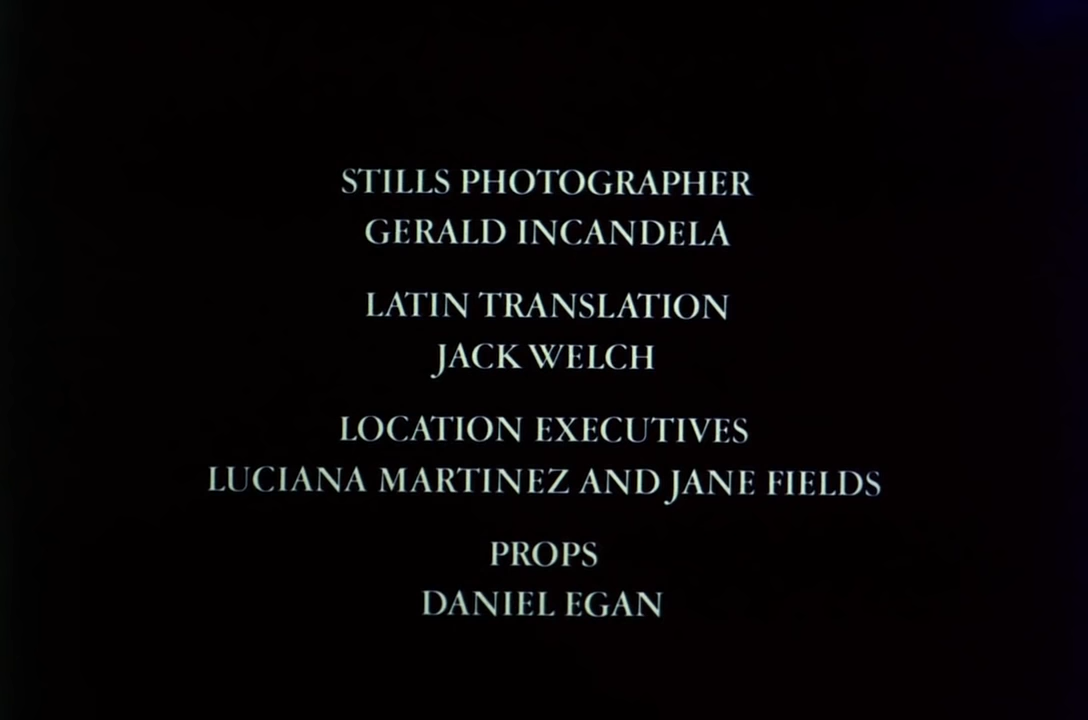 STILLS PHOTOGRAPHER
GERALD INCANDELA
LATIN TRANSLATION
JACK WELCH
LOCATION EXECUTIVES
LUCIANA MARTINEZ AND JANE FIELDS
PROPS
DANIEL EGAN